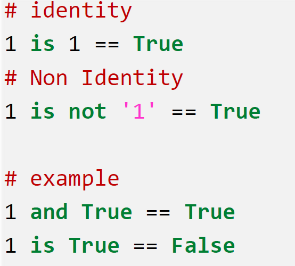 # identity
1 is 1 == True
# Non Identity
1 is not '1' == True
# example
1 and True == True
1 is True == False